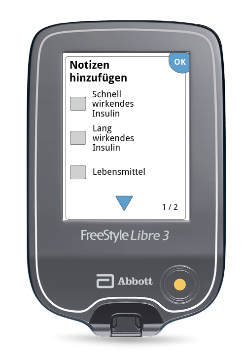 OK
Notizen
hinzufügen
Schnell
wirkendes
Insulin
Lang
wirkendes
Insulin
Lebensmittel
1 / 2
FreeStyle Libre 3
Abbott